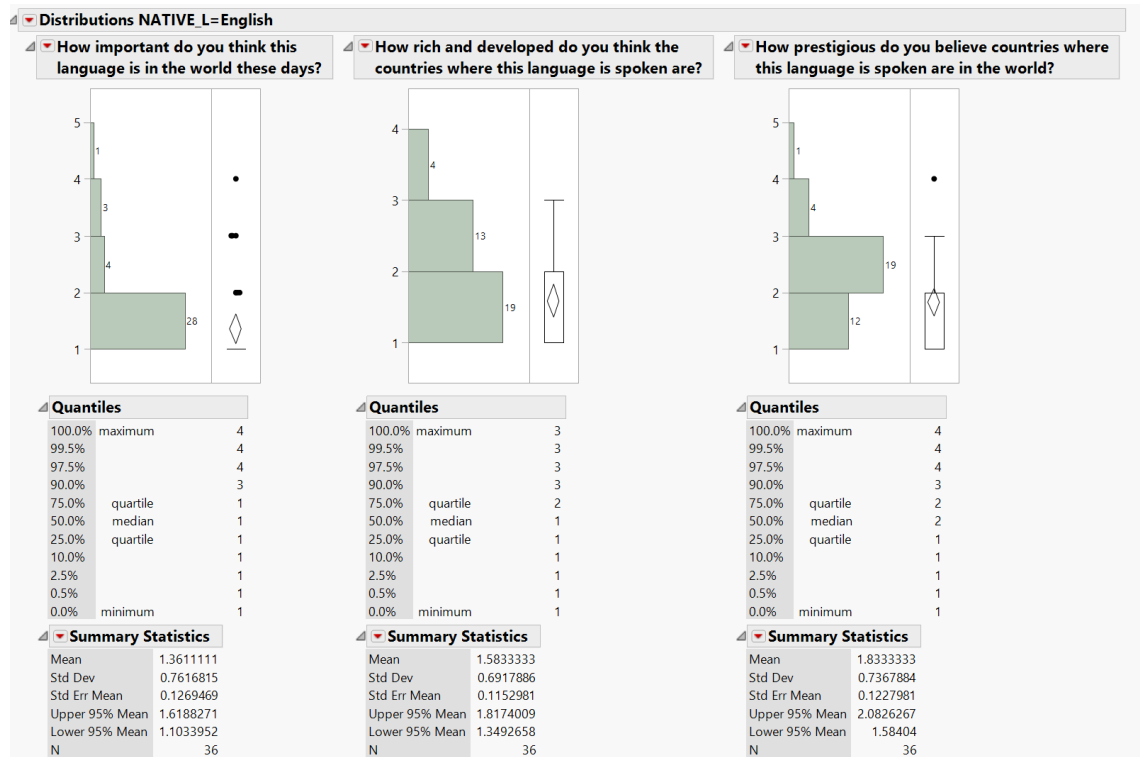 Distributions NATIVE_L=English
How important do you think this
language is in the world these days?
5
4
3
2
1
1
3
4
28
Quantiles
100.0% maximum 4
99.5% 4
97.5% 4
90.0% 3
75.0% quartile 1
50.0% median 1
25.0% quartile 1
10.0% 1
2.5% 1
0.5% 1
0.0% minimum 1
Summary Statistics
Mean 1.3611111
Std Dev 0.7616815
Std Err Mean 0.1269469
Upper 95% Mean 1.6188271
Lower 95% Mean 1.1033952
N 36
How rich and developed do you think the
countries where this language is spoken are?
4
3
2
1
4
13
19
Quantiles
100.0% maximum 3
99.5% 3
97.5% 3
90.0% 3
75.0% quartile 2
50.0% median 1
25.0% quartile 1
10.0% 1
2.5% 1
0.5% 1
0.0% minimum 1
Summary Statistics
Mean 1.5833333
Std Dev 0.6917886
Std Err Mean 0.1152981
Upper 95% Mean 1.8174009
Lower 95% Mean 1.3492658
N 36
How prestigious do you believe countries where
this language is spoken are in the world?
5
4
3
2
1
1
4
19
12
Quantiles
100.0% maximum 4
99.5% 4
97.5% 4
90.0% 3
75.0% quartile 2
50.0% median 2
25.0% quartile 1
10.0% 1
2.5% 1
0.5% 1
0.0% minimum 1
Summary Statistics
Mean 1.8333333
Std Dev 0.7367884
Std Err Mean 0.1227981
Upper 95% Mean 2.0826267
Lower 95% Mean 1.58404
N 36